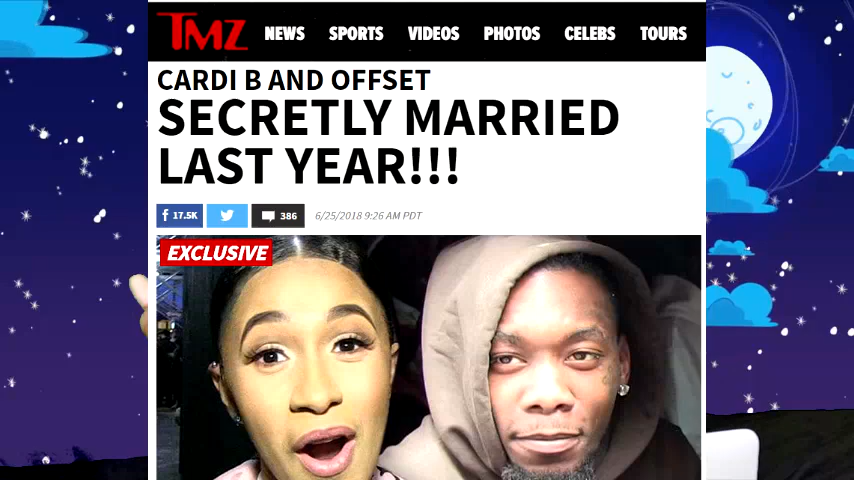 TMZ NEWS SPORTS VIDEOS PHOTOS CELEBS TOURS
CARDI B AND OFFSET
SECRETLY MARRIED
LAST YEAR!!!
f 17.5K 386 6/25/2018 9:26 AM PDT
EXCLUSIVE